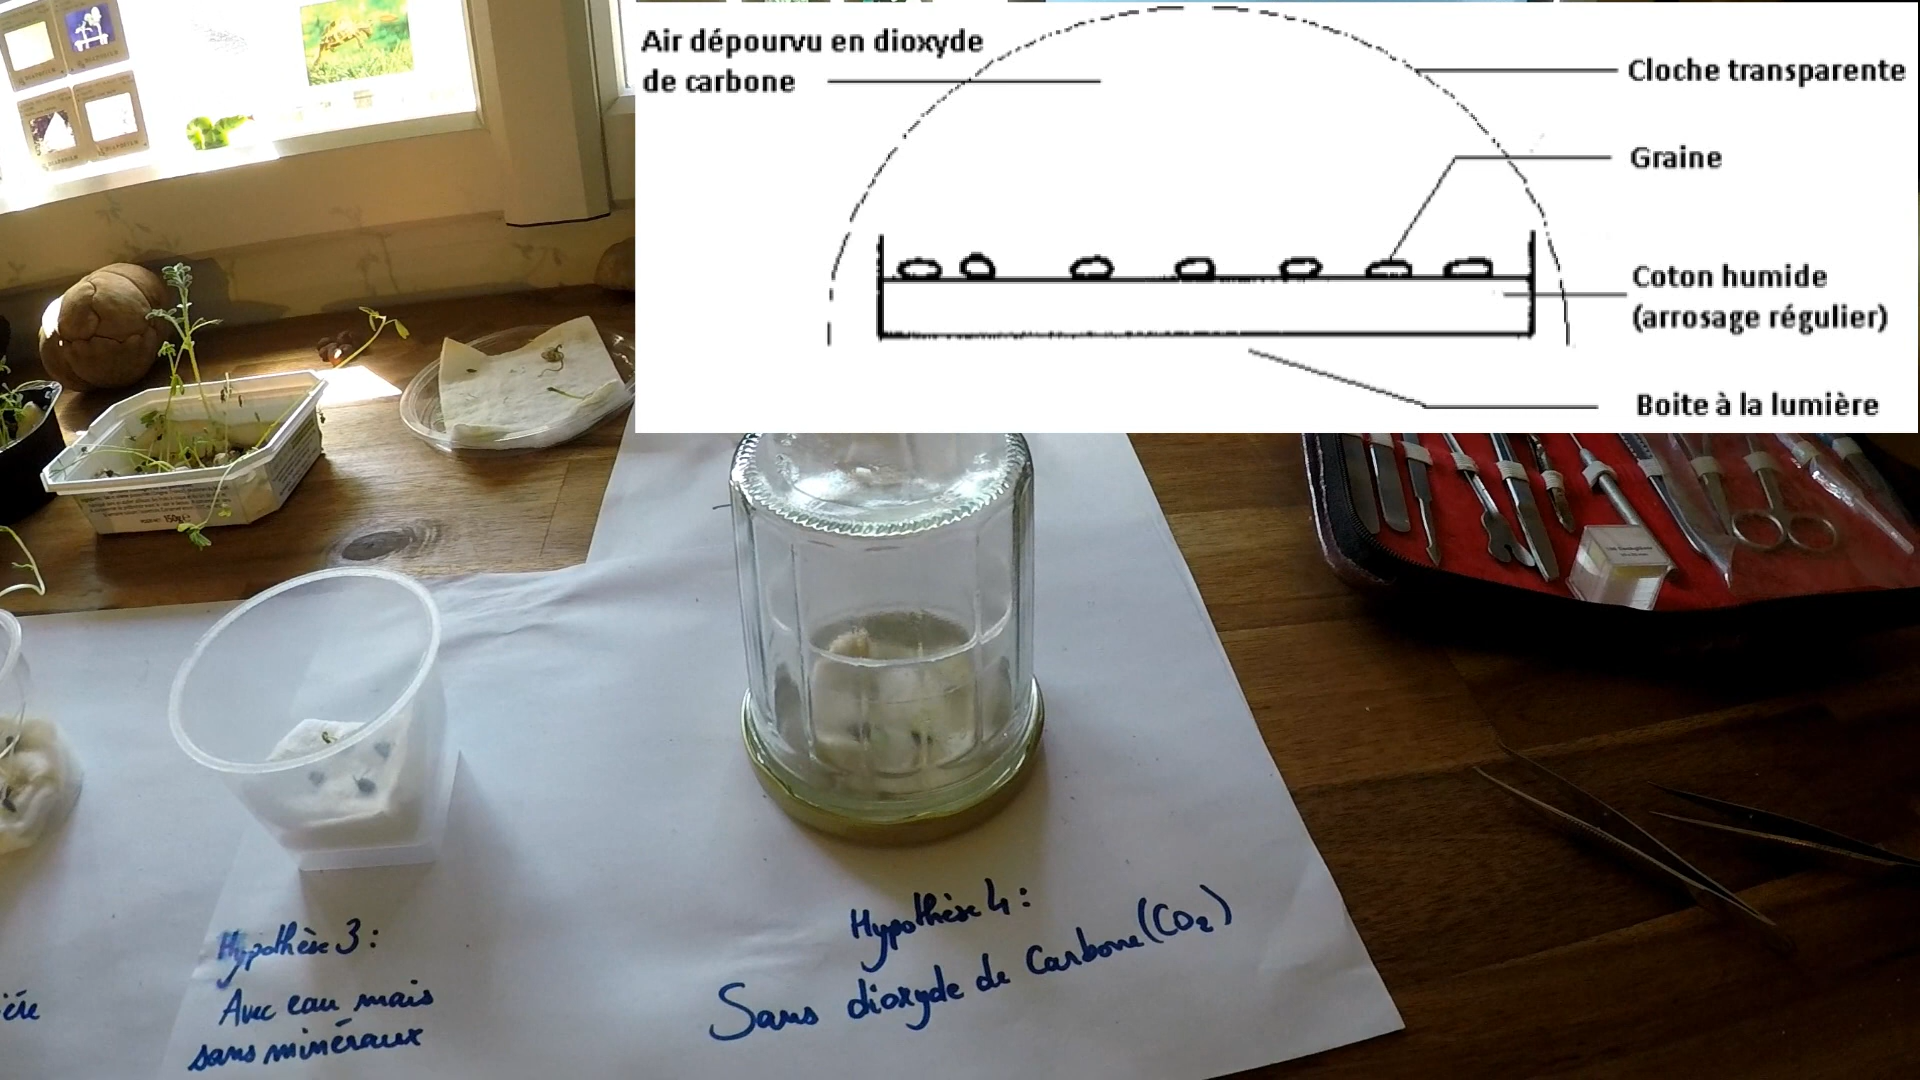 Air dépourvu en dioxyde
de carbone
Cloche transparente
Graine
Coton humide
(arrosage régulier)
Boite à la lumière
150g e
Hypothèse 3 :
Avec eau mais
sans minéraux
Hypothèse 4 :
Sans dioxyde de Carbone (CO₂)